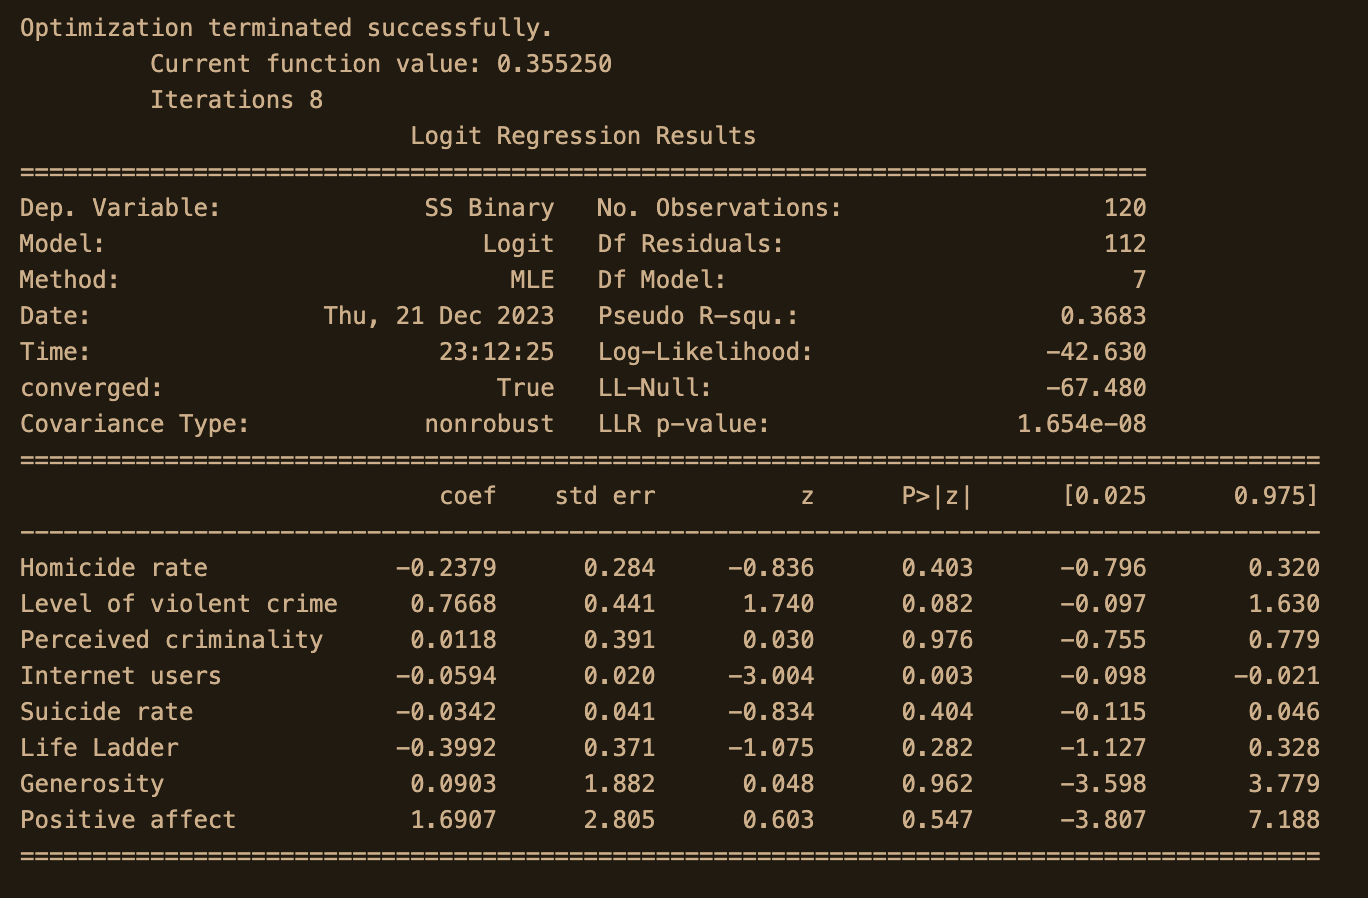 Optimization terminated successfully.
         Current function value: 0.355250
         Iterations 8
                           Logit Regression Results
==============================================================================
Dep. Variable:              SS Binary   No. Observations:                  120
Model:                          Logit   Df Residuals:                      112
Method:                           MLE   Df Model:                            7
Date:                Thu, 21 Dec 2023   Pseudo R-squ.:                  0.3683
Time:                        23:12:25   Log-Likelihood:                -42.630
converged:                       True   LL-Null:                       -67.480
Covariance Type:            nonrobust   LLR p-value:                 1.654e-08
==========================================================================================
                             coef    std err          z      P>|z|      [0.025      0.975]
------------------------------------------------------------------------------------------
Homicide rate             -0.2379      0.284     -0.836      0.403      -0.796       0.320
Level of violent crime     0.7668      0.441      1.740      0.082      -0.097       1.630
Perceived criminality      0.0118      0.391      0.030      0.976      -0.755       0.779
Internet users            -0.0594      0.020     -3.004      0.003      -0.098      -0.021
Suicide rate              -0.0342      0.041     -0.834      0.404      -0.115       0.046
Life Ladder               -0.3992      0.371     -1.075      0.282      -1.127       0.328
Generosity                 0.0903      1.882      0.048      0.962      -3.598       3.779
Positive affect            1.6907      2.805      0.603      0.547      -3.807       7.188
==========================================================================================